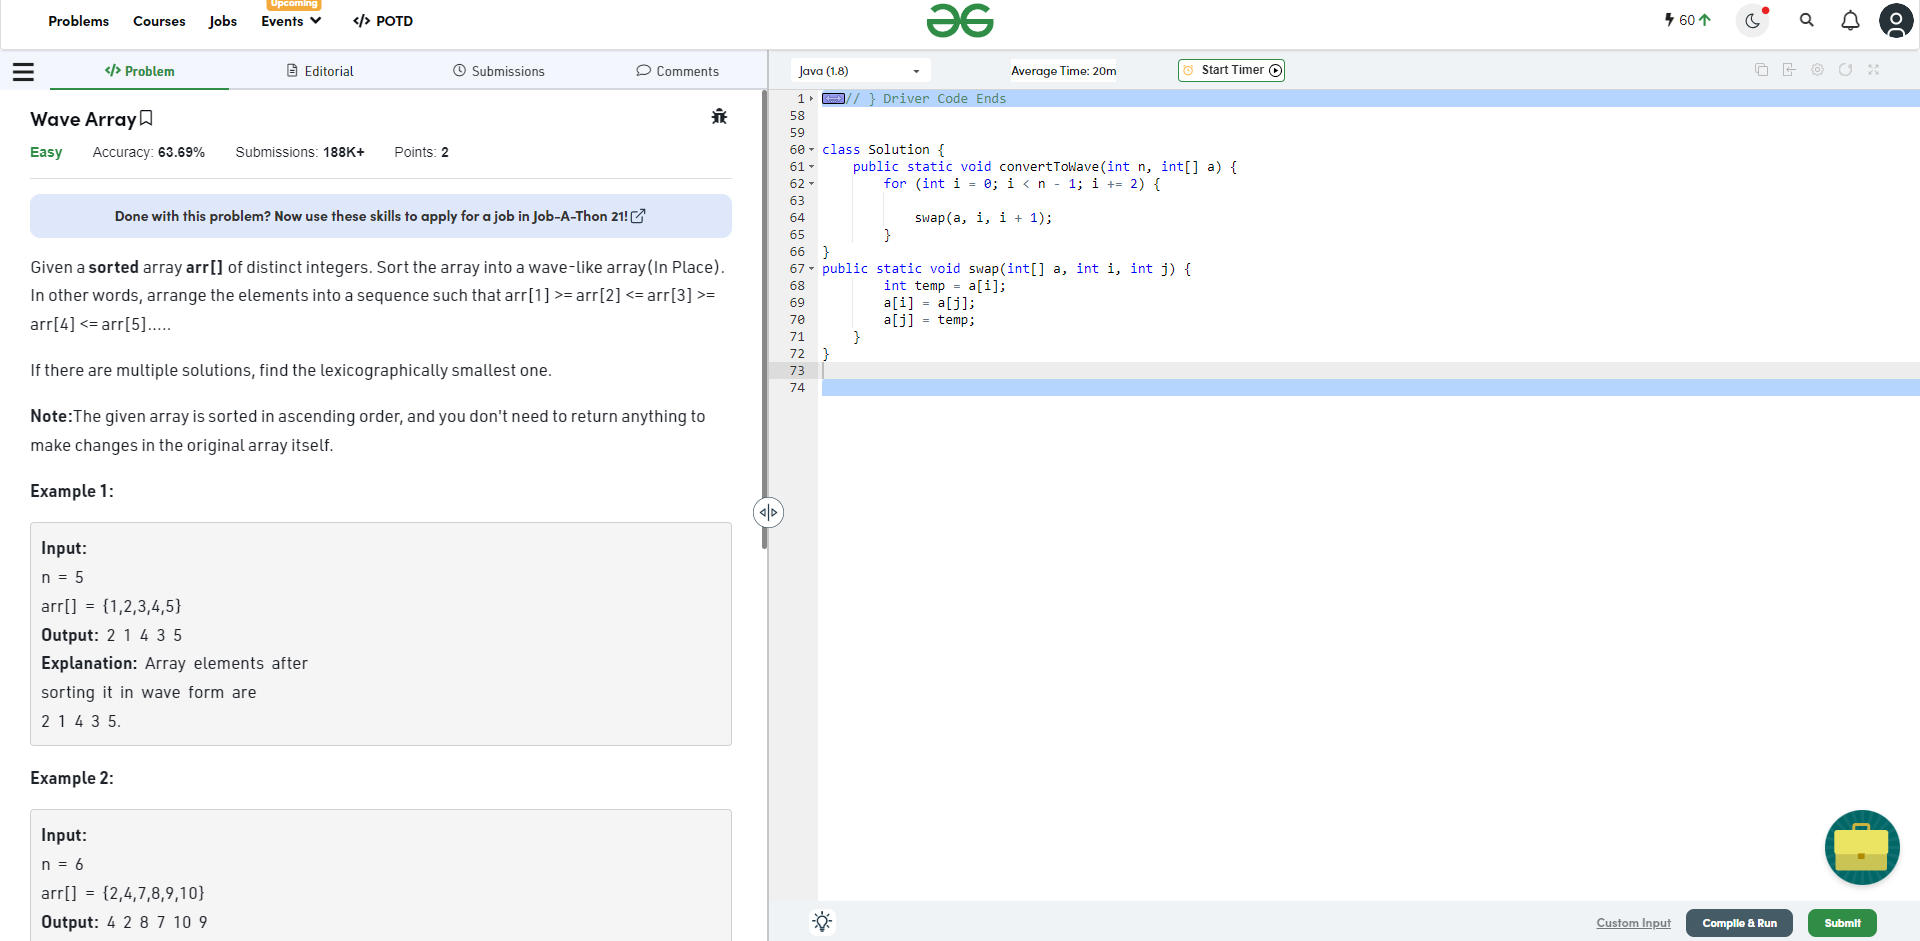 Problems Courses Jobs Events </> POTD
Upcoming
60
</> Problem Editorial Submissions Comments
Java (1.8) Average Time: 20m Start Timer
Wave Array
Easy Accuracy: 63.69% Submissions: 188K+ Points: 2
Done with this problem? Now use these skills to apply for a job in Job-A-Thon 21!
Given a sorted array arr[] of distinct integers. Sort the array into a wave-like array(In Place).
In other words, arrange the elements into a sequence such that arr[1] >= arr[2] <= arr[3] >=
arr[4] <= arr[5].....
If there are multiple solutions, find the lexicographically smallest one.
Note:The given array is sorted in ascending order, and you don't need to return anything to
make changes in the original array itself.
Example 1:
Input:
n = 5
arr[] = {1,2,3,4,5}
Output: 2 1 4 3 5
Explanation: Array elements after
sorting it in wave form are
2 1 4 3 5.
Example 2:
Input:
n = 6
arr[] = {2,4,7,8,9,10}
Output: 4 2 8 7 10 9
1 // } Driver Code Ends
58
59
60 class Solution {
61 public static void convertToWave(int n, int[] a) {
62 for (int i = 0; i < n - 1; i += 2) {
63
64 swap(a, i, i + 1);
65 }
66 }
67 public static void swap(int[] a, int i, int j) {
68 int temp = a[i];
69 a[i] = a[j];
70 a[j] = temp;
71 }
72 }
73
74
Custom Input Compile & Run Submit